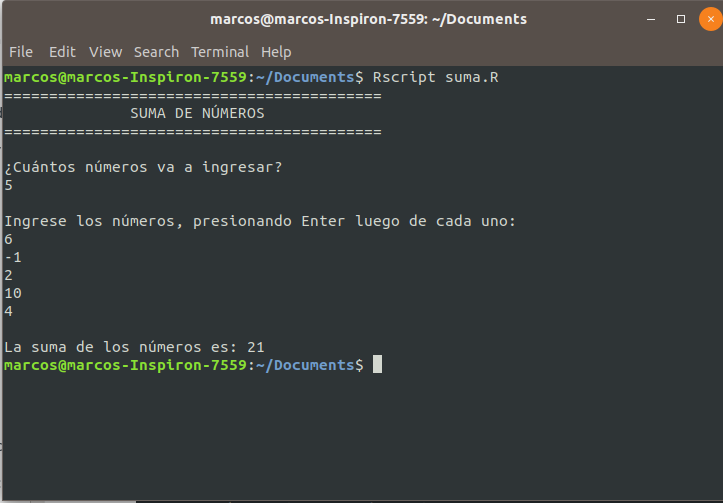 marcos@marcos-Inspiron-7559: ~/Documents
File Edit View Search Terminal Help
marcos@marcos-Inspiron-7559:~/Documents$ Rscript suma.R
==========================================
SUMA DE NÚMEROS
==========================================
¿Cuántos números va a ingresar?
5
Ingrese los números, presionando Enter luego de cada uno:
6
-1
2
10
4
La suma de los números es: 21
marcos@marcos-Inspiron-7559:~/Documents$